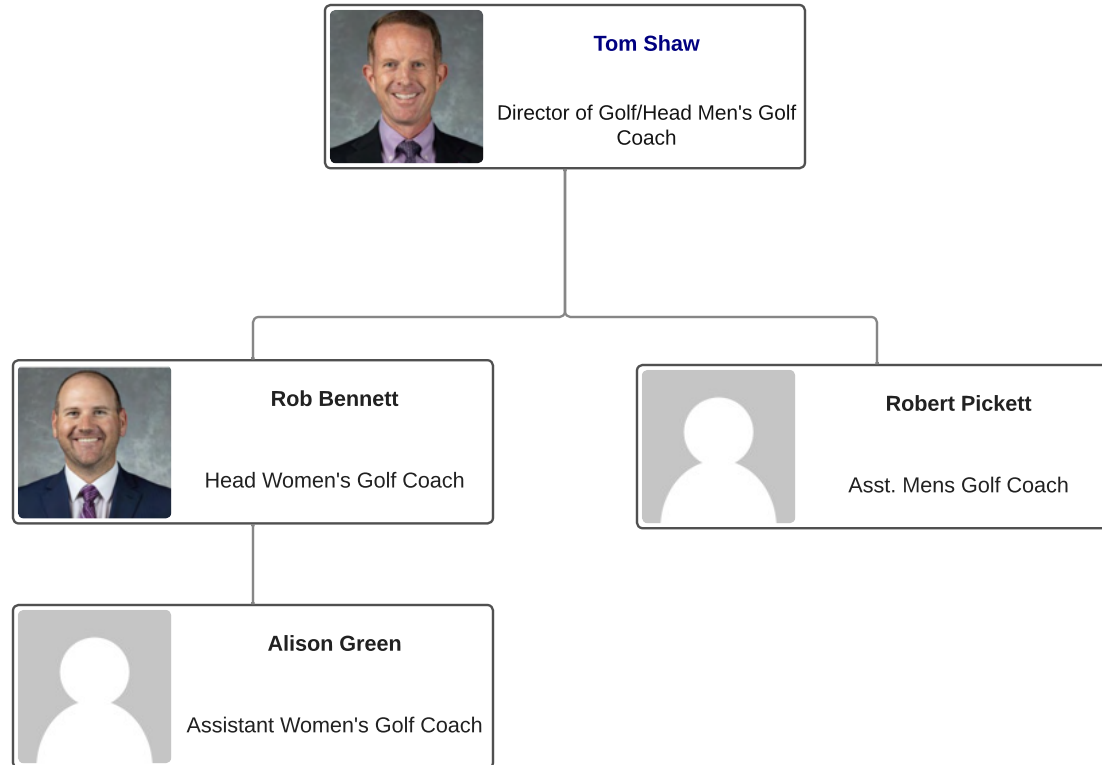 Tom Shaw
Director of Golf/Head Men's Golf
Coach
Rob Bennett
Head Women's Golf Coach
Robert Pickett
Asst. Mens Golf Coach
Alison Green
Assistant Women's Golf Coach